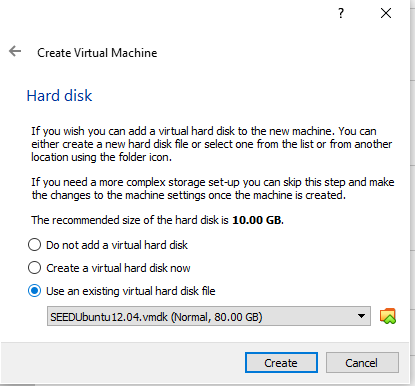 ?
Create Virtual Machine
Hard disk
If you wish you can add a virtual hard disk to the new machine. You can
either create a new hard disk file or select one from the list or from another
location using the folder icon.
If you need a more complex storage set-up you can skip this step and make
the changes to the machine settings once the machine is created.
The recommended size of the hard disk is 10.00 GB.
Do not add a virtual hard disk
Create a virtual hard disk now
Use an existing virtual hard disk file
SEEDUbuntu12.04.vmdk (Normal, 80.00 GB)
Create Cancel